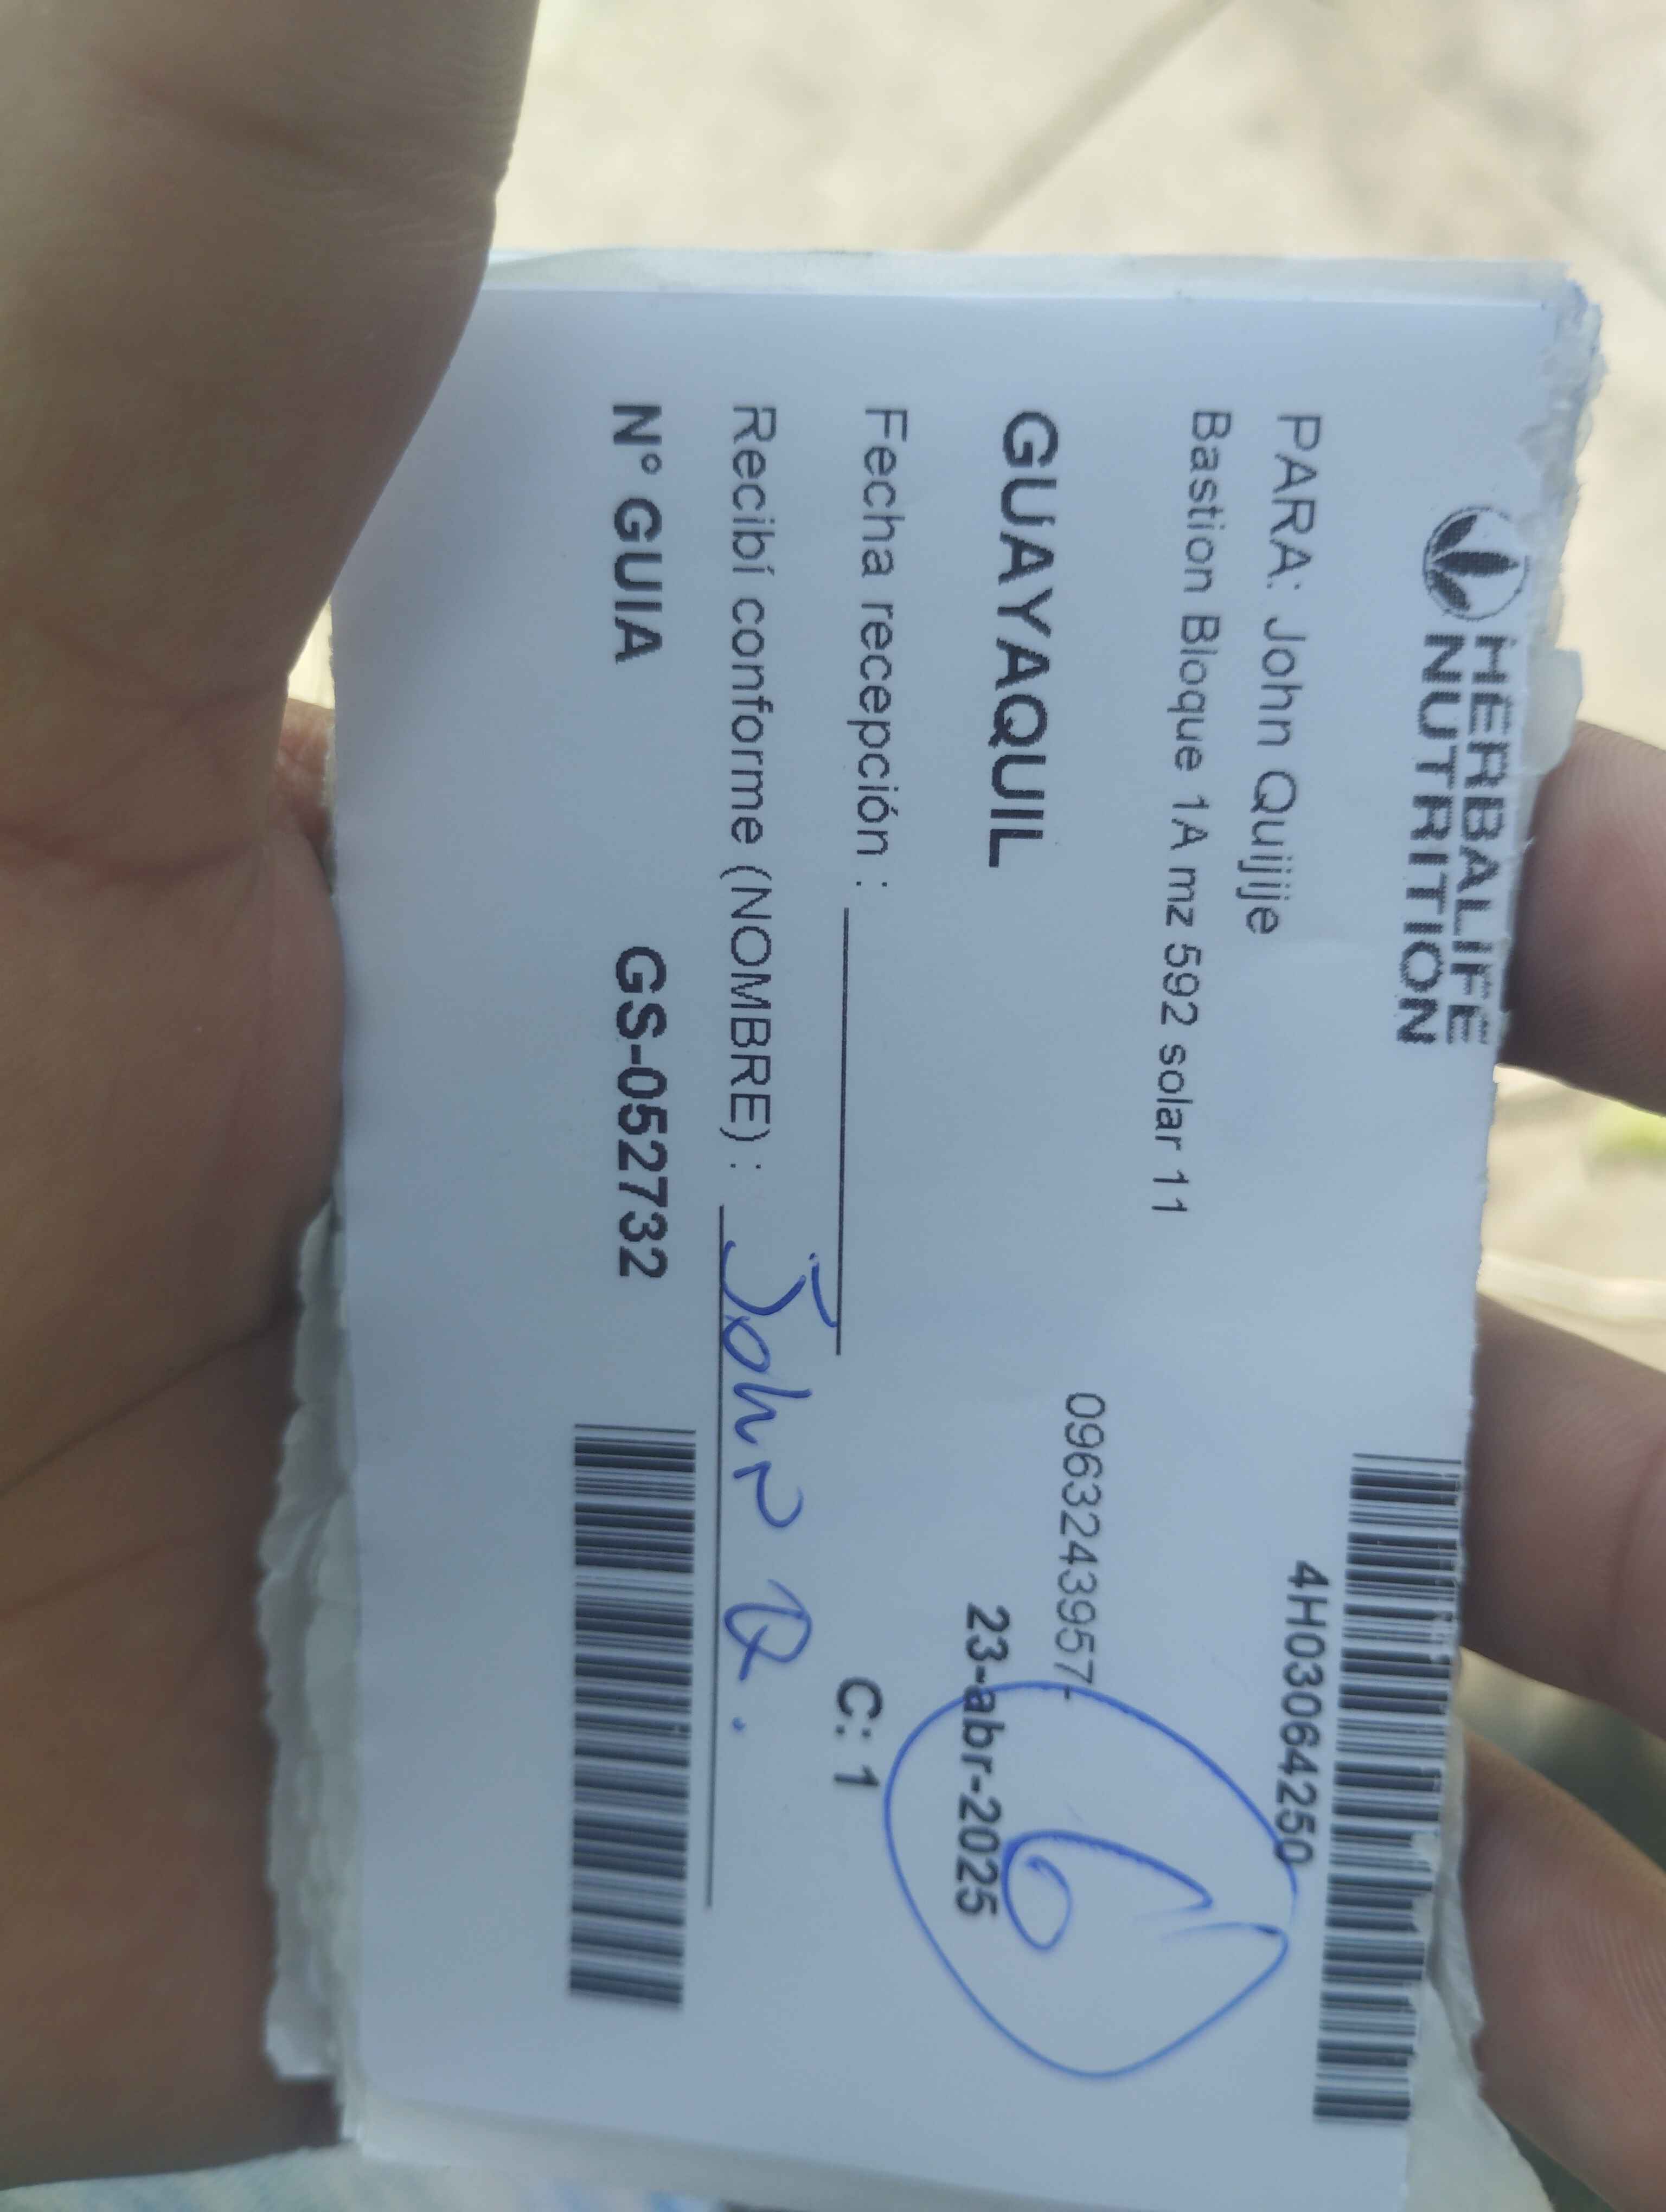 HERBALIFE
NUTRITION
4H03064250
PARA: John Quijije
Bastion Bloque 1A mz 592 solar 11
0963243957-
GUAYAQUIL
23-abr-2025
6
Fecha recepción :
C: 1
Recibí conforme (NOMBRE) : John Q.
N° GUIA GS-052732